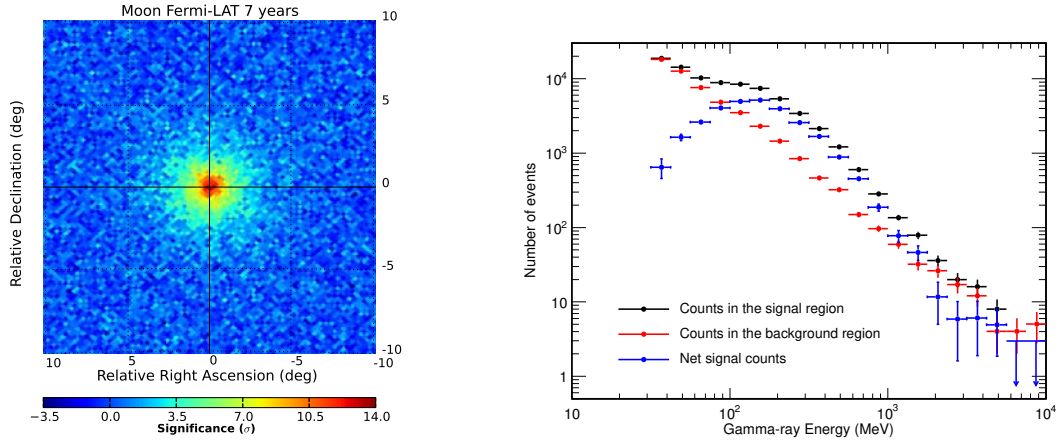 Moon Fermi-LAT 7 years
Relative Declination (deg)
10
5
0
-5
-10
10 5 0 -5 -10
Relative Right Ascension (deg)
−3.5 0.0 3.5 7.0 10.5 14.0
Significance (σ)
Number of events
10⁴
10³
10²
10
1
Counts in the signal region
Counts in the background region
Net signal counts
10 10² 10³ 10⁴
Gamma-ray Energy (MeV)